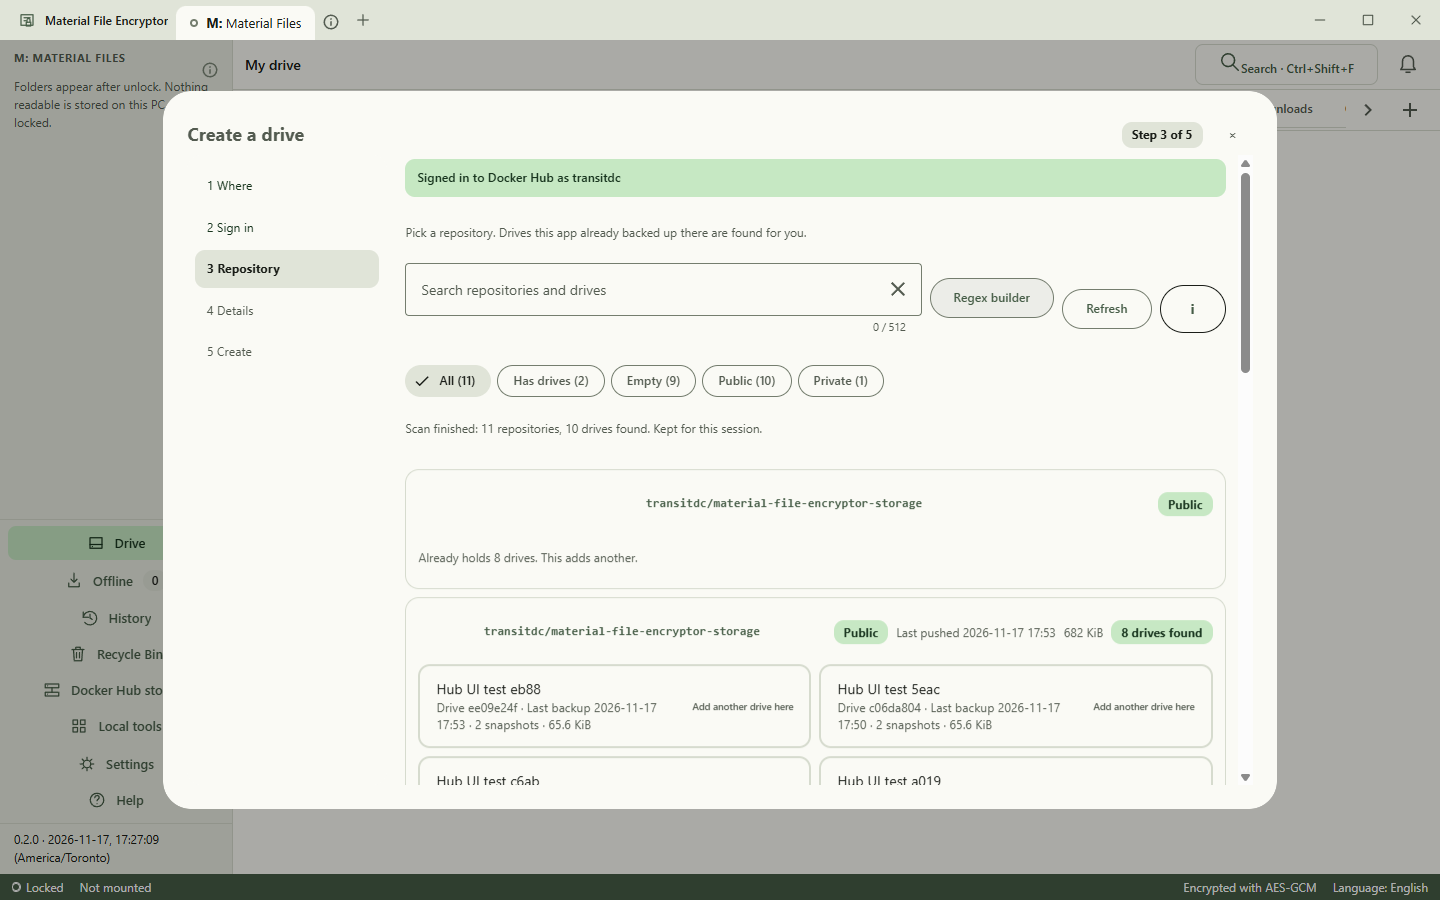 Material File Encryptor
M: Material Files
M: MATERIAL FILES
Folders appear after unlock. Nothing
readable is stored on this PC
locked.
My drive
Search · Ctrl+Shift+F
nloads
Create a drive
Step 3 of 5
1 Where
2 Sign in
3 Repository
4 Details
5 Create
Signed in to Docker Hub as transitdc
Pick a repository. Drives this app already backed up there are found for you.
Search repositories and drives
0 / 512
Regex builder
Refresh
i
All (11)
Has drives (2)
Empty (9)
Public (10)
Private (1)
Scan finished: 11 repositories, 10 drives found. Kept for this session.
transitdc/material-file-encryptor-storage
Public
Already holds 8 drives. This adds another.
transitdc/material-file-encryptor-storage
Public
Last pushed 2026-11-17 17:53
682 KiB
8 drives found
Hub UI test eb88
Drive ee09e24f · Last backup 2026-11-17
17:53 · 2 snapshots · 65.6 KiB
Add another drive here
Hub UI test 5eac
Drive c06da804 · Last backup 2026-11-17
17:50 · 2 snapshots · 65.6 KiB
Add another drive here
Hub UI test c6ab
Hub UI test a019
Drive
Offline 0
History
Recycle Bin
Docker Hub sto
Local tools
Settings
Help
0.2.0 · 2026-11-17, 17:27:09
(America/Toronto)
Locked
Not mounted
Encrypted with AES-GCM
Language: English